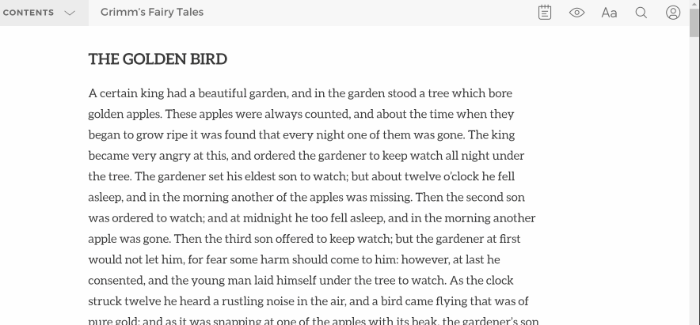 CONTENTS
Grimm's Fairy Tales
Aa
THE GOLDEN BIRD
A certain king had a beautiful garden, and in the garden stood a tree which bore
golden apples. These apples were always counted, and about the time when they
began to grow ripe it was found that every night one of them was gone. The king
became very angry at this, and ordered the gardener to keep watch all night under
the tree. The gardener set his eldest son to watch; but about twelve o'clock he fell
asleep, and in the morning another of the apples was missing. Then the second son
was ordered to watch; and at midnight he too fell asleep, and in the morning another
apple was gone. Then the third son offered to keep watch; but the gardener at first
would not let him, for fear some harm should come to him: however, at last he
consented, and the young man laid himself under the tree to watch. As the clock
struck twelve he heard a rustling noise in the air, and a bird came flying that was of
pure gold; and as it was snapping at one of the apples with its beak, the gardener's son